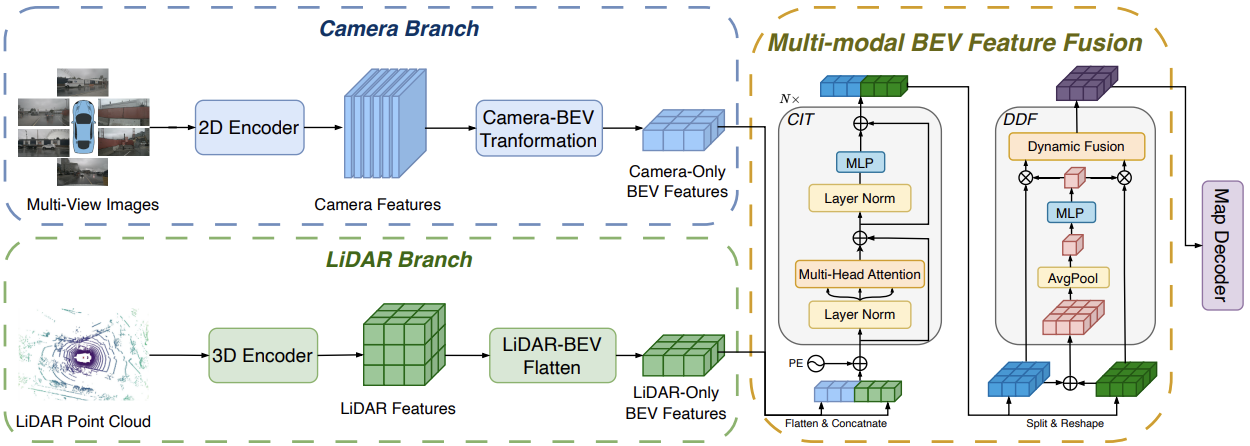 Camera Branch
2D Encoder
Camera-BEV
Tranformation
Multi-View Images
Camera Features
Camera-Only
BEV Features
LiDAR Branch
3D Encoder
LiDAR-BEV
Flatten
LiDAR Point Cloud
LiDAR Features
LiDAR-Only
BEV Features
Multi-modal BEV Feature Fusion
N×
CIT
MLP
Layer Norm
Multi-Head Attention
Layer Norm
PE
Flatten & Concatnate
DDF
Dynamic Fusion
MLP
AvgPool
Split & Reshape
Map Decoder